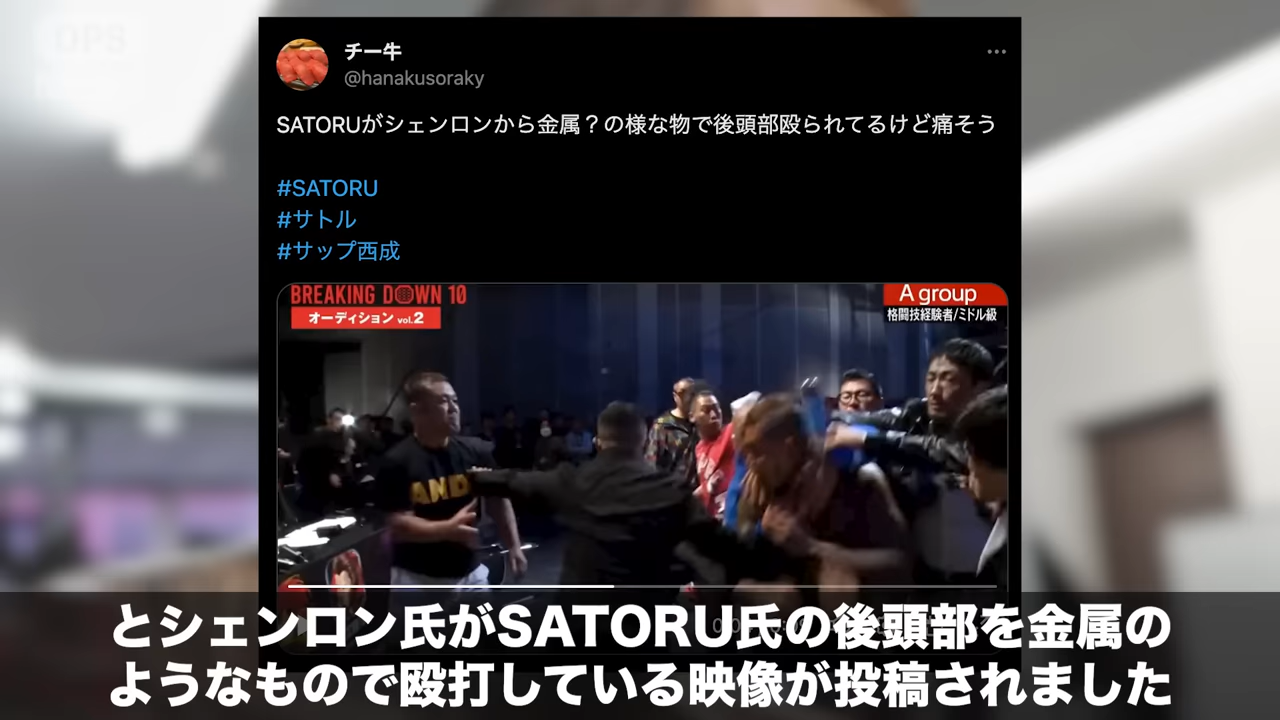 OPS
チー牛
@hanakusoraky
SATORUがシェンロンから金属？の様な物で後頭部殴られてるけど痛そう
#SATORU
#サトル
#サップ西成
BREAKING DOWN 10
オーディション vol.2
A group
格闘技経験者/ミドル級
AND
とシェンロン氏がSATORU氏の後頭部を金属の
ようなもので殴打している映像が投稿されました